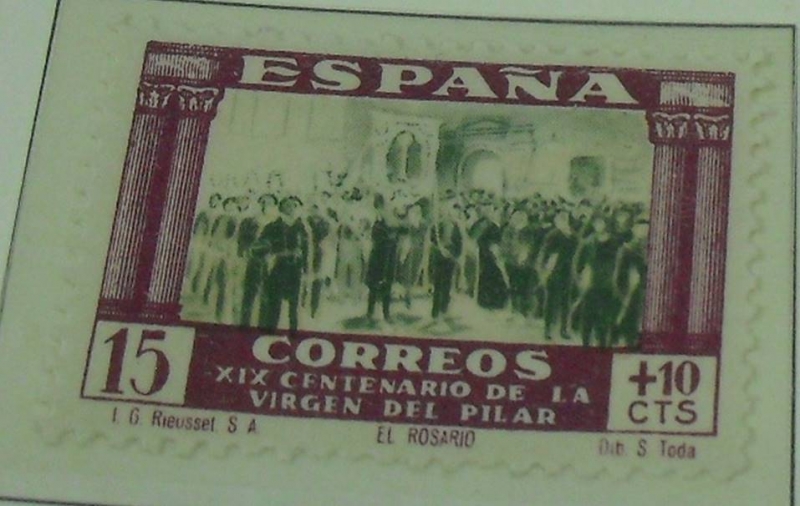 ESPAÑA
15
CORREOS
XIX CENTENARIO DE LA
VIRGEN DEL PILAR
+10
CTS
I. G. Rieusset. S A
EL ROSARIO
Dib. S. Toda